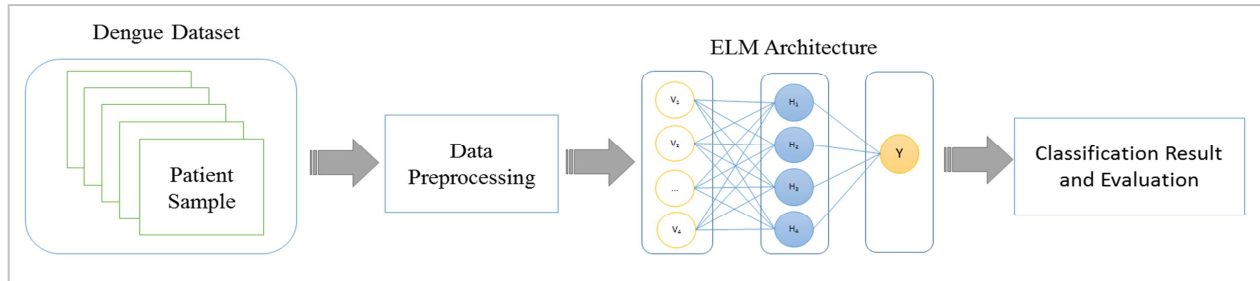 Dengue Dataset
ELM Architecture
Patient
Sample
Data
Preprocessing
V₁
V₂
...
V₄
H₁
H₂
H₃
H₄
Y
Classification Result
and Evaluation